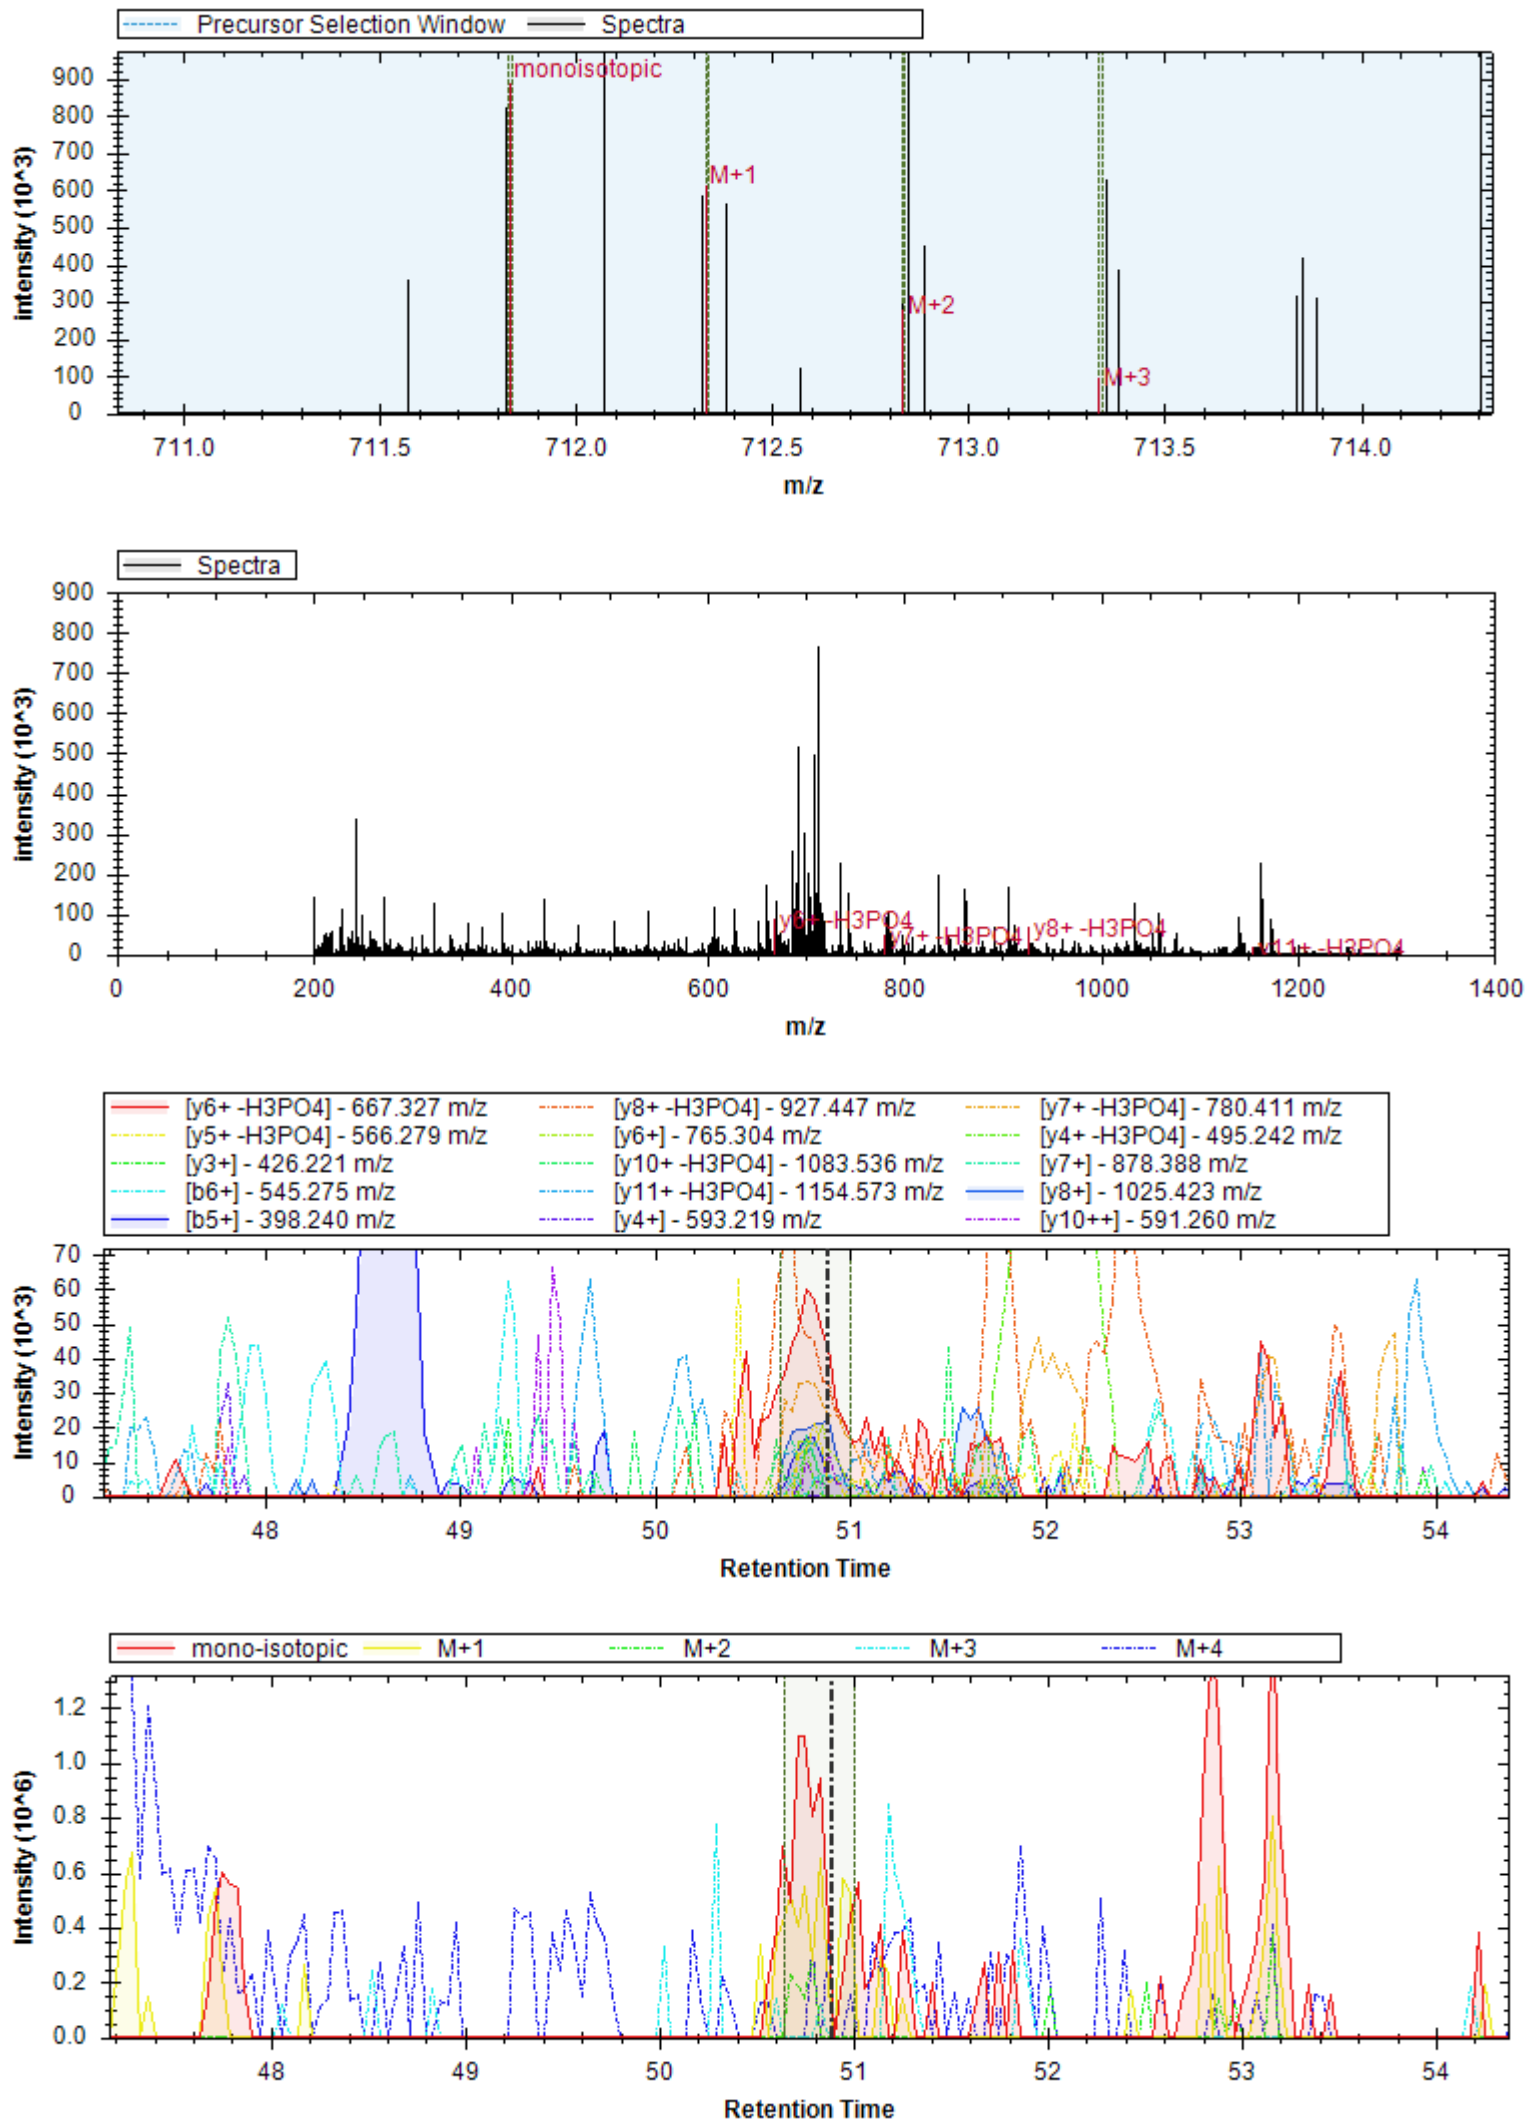 Precursor Selection Window Spectra
intensity (10^3)
900
800
700
600
500
400
300
200
100
0
monoisotopic
M+1
M+2
M+3
711.0 711.5 712.0 712.5 713.0 713.5 714.0
m/z
Spectra
intensity (10^3)
900
800
700
600
500
400
300
200
100
0
y6+ -H3PO4
y7+ -H3PO4
y8+ -H3PO4
y11+ -H3PO4
0 200 400 600 800 1000 1200 1400
m/z
[y6+ -H3PO4] - 667.327 m/z [y8+ -H3PO4] - 927.447 m/z [y7+ -H3PO4] - 780.411 m/z
[y5+ -H3PO4] - 566.279 m/z [y6+] - 765.304 m/z [y4+ -H3PO4] - 495.242 m/z
[y3+] - 426.221 m/z [y10+ -H3PO4] - 1083.536 m/z [y7+] - 878.388 m/z
[b6+] - 545.275 m/z [y11+ -H3PO4] - 1154.573 m/z [y8+] - 1025.423 m/z
[b5+] - 398.240 m/z [y4+] - 593.219 m/z [y10++] - 591.260 m/z
Intensity (10^3)
70
60
50
40
30
20
10
0
48 49 50 51 52 53 54
Retention Time
mono-isotopic M+1 M+2 M+3 M+4
Intensity (10^6)
1.2
1.0
0.8
0.6
0.4
0.2
0.0
48 49 50 51 52 53 54
Retention Time